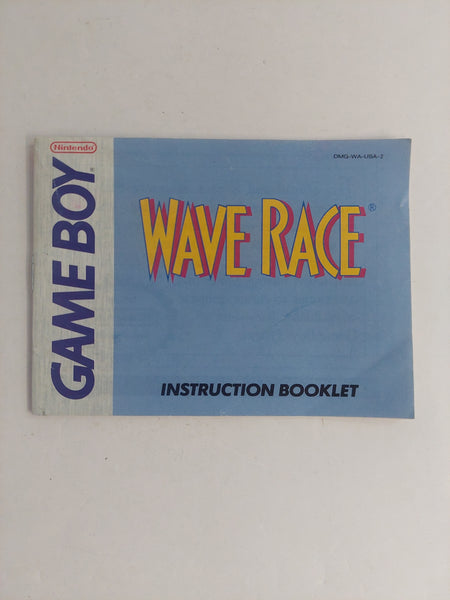 Nintendo
GAME BOY
DMG-WA-USA-2
WAVE RACE®
INSTRUCTION BOOKLET